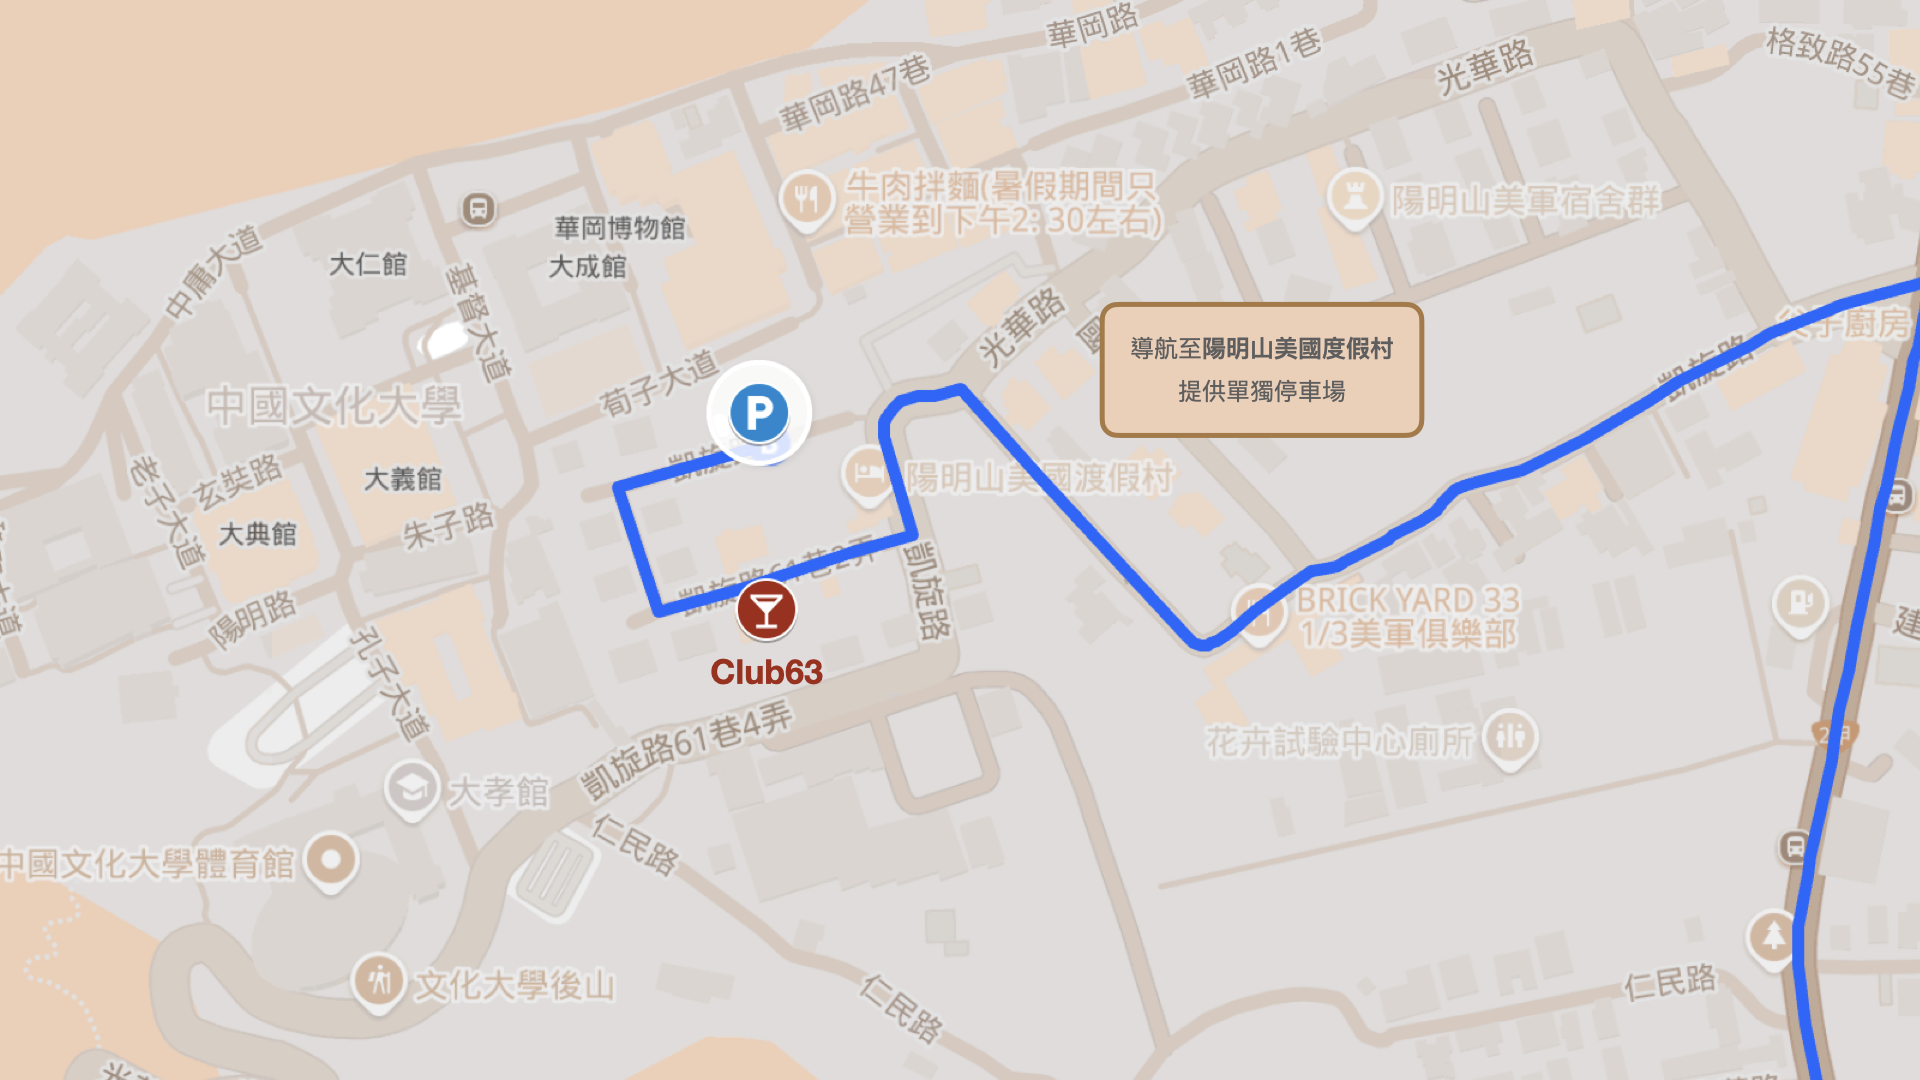 華岡路
格致路55巷
光華路
華岡路1巷
華岡路47巷
牛肉拌麵(暑假期間只
營業到下午2:30左右)
陽明山美軍宿舍群
華岡博物館
大成館
大仁館
中庸大道
基督大道
光華路
導航至陽明山美國度假村
提供單獨停車場
凱旋路
荀子大道
中國文化大學
P
陽明山美國渡假村
大義館
玄裝路
老子大道
大典館
朱子路
凱旋路61巷2弄
凱旋路
BRICK YARD 33
1/3美軍俱樂部
陽明路
孔子大道
Club63
凱旋路61巷4弄
花卉試驗中心廁所
大孝館
仁民路
中國文化大學體育館
文化大學後山
仁民路
仁民路